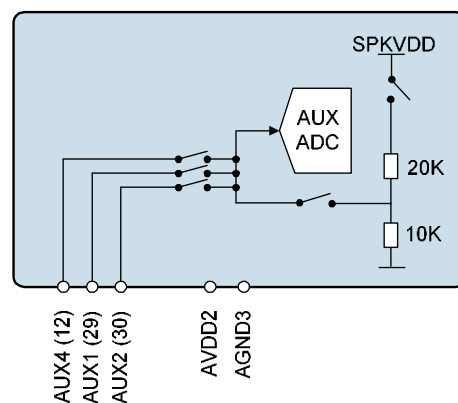 SPKVDD
AUX
ADC
20K
10K
AUX4 (12)
AUX1 (29)
AUX2 (30)
AVDD2
AGND3